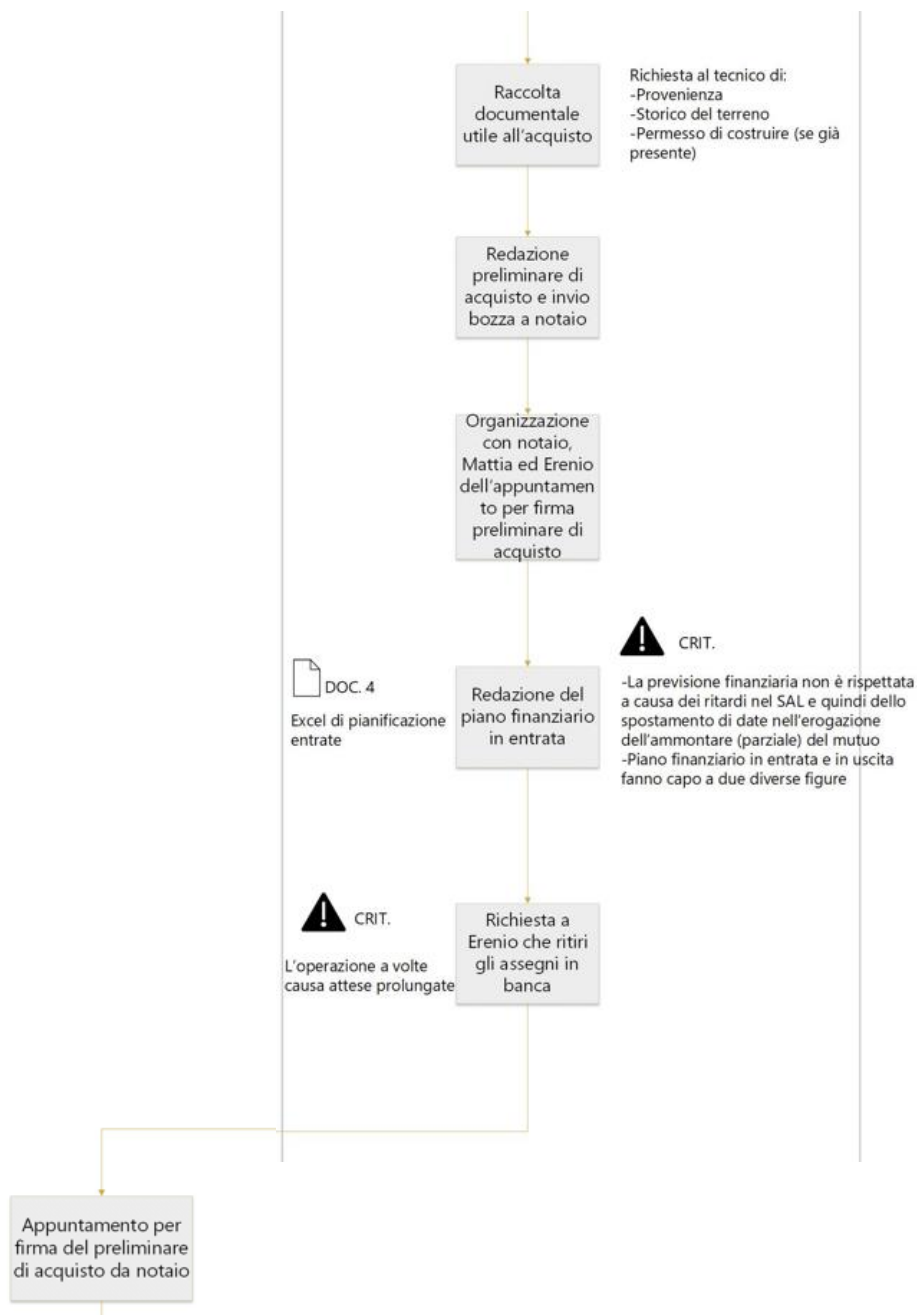 Raccolta
documentale
utile all'acquisto
Richiesta al tecnico di:
-Provenienza
-Storico del terreno
-Permesso di costruire (se già
presente)
Redazione
preliminare di
acquisto e invio
bozza a notaio
Organizzazione
con notaio,
Mattia ed Erenio
dell'appuntamen
to per firma
preliminare di
acquisto
DOC. 4
Excel di pianificazione
entrate
Redazione del
piano finanziario
in entrata
CRIT.
-La previsione finanziaria non è rispettata
a causa dei ritardi nel SAL e quindi dello
spostamento di date nell'erogazione
dell'ammontare (parziale) del mutuo
-Piano finanziario in entrata e in uscita
fanno capo a due diverse figure
CRIT.
L'operazione a volte
causa attese prolungate
Richiesta a
Erenio che ritiri
gli assegni in
banca
Appuntamento per
firma del preliminare
di acquisto da notaio